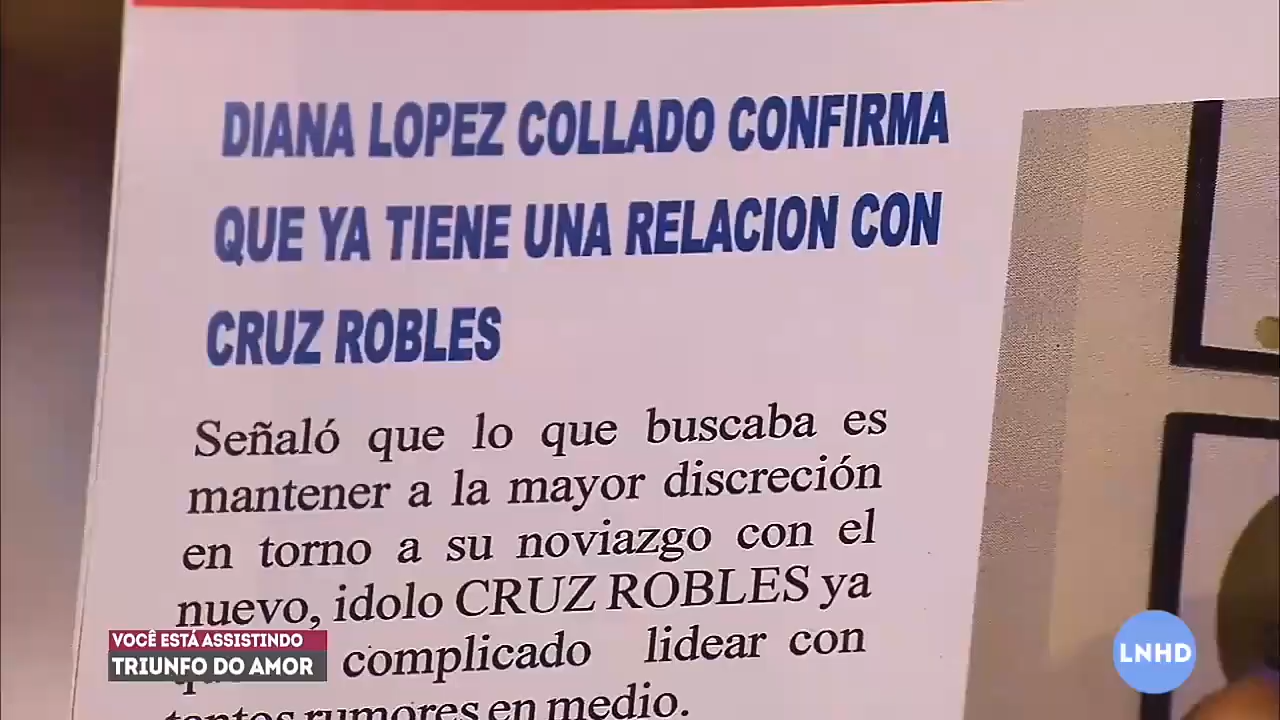 DIANA LOPEZ COLLADO CONFIRMA
QUE YA TIENE UNA RELACION CON
CRUZ ROBLES
Señaló que lo que buscaba es
mantener a la mayor discreción
en torno a su noviazgo con el
nuevo, idolo CRUZ ROBLES ya
complicado lidear con
tantos rumores en medio.
VOCÊ ESTÁ ASSISTINDO
TRIUNFO DO AMOR
LNHD